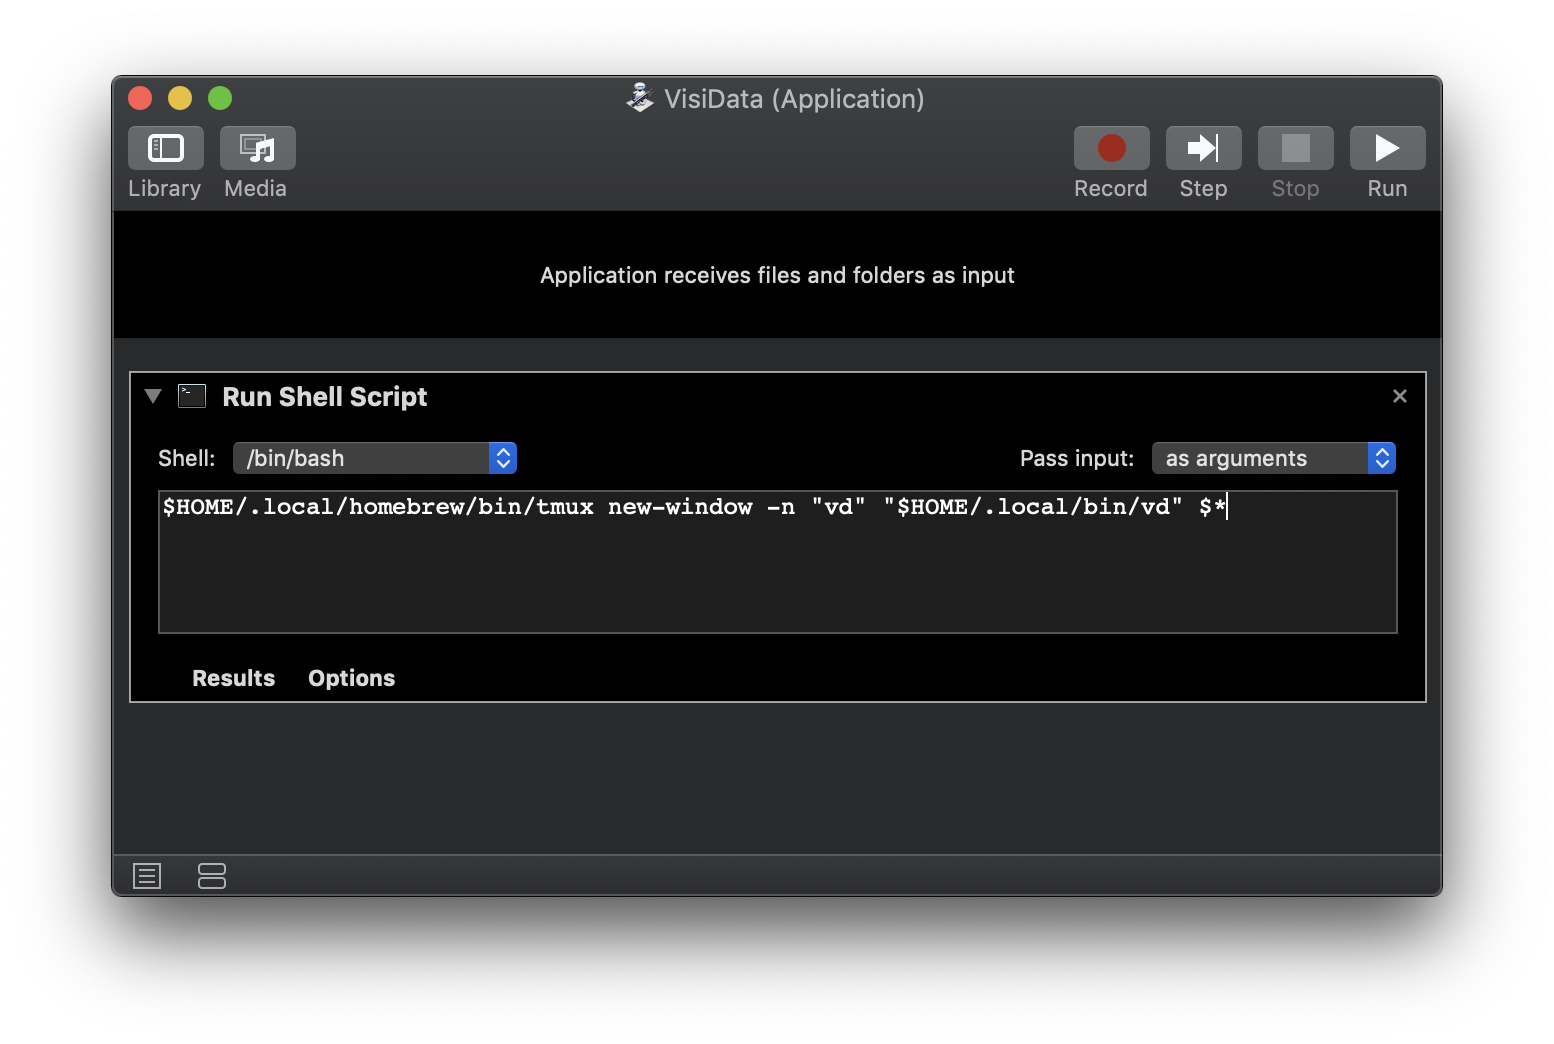 VisiData (Application)
Library Media Record Step Stop Run
Application receives files and folders as input
Run Shell Script
Shell: /bin/bash Pass input: as arguments
$HOME/.local/homebrew/bin/tmux new-window -n "vd" "$HOME/.local/bin/vd" $*
Results Options